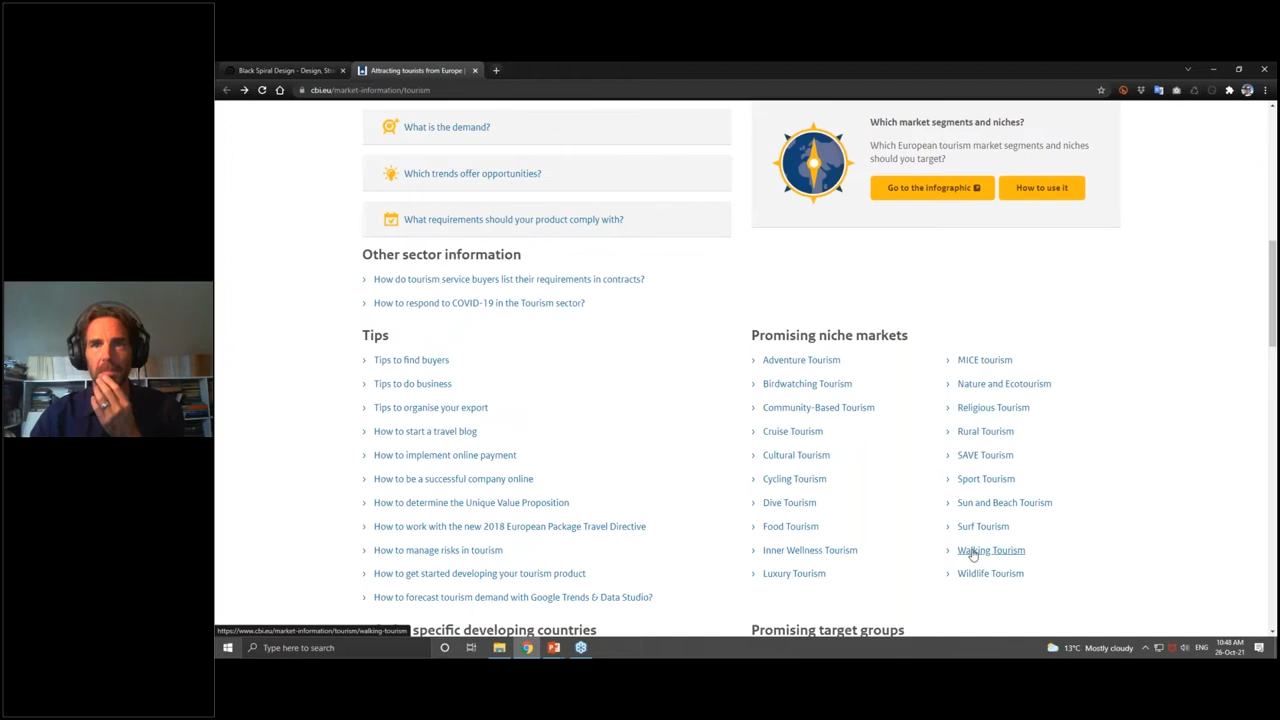 Black Spiral Design - Design, Str
Attracting tourists from Europe |
cbi.eu/market-information/tourism
What is the demand?
Which trends offer opportunities?
What requirements should your product comply with?
Which market segments and niches?
Which European tourism market segments and niches
should you target?
Go to the infographic
How to use it
Other sector information
How do tourism service buyers list their requirements in contracts?
How to respond to COVID-19 in the Tourism sector?
Tips
Tips to find buyers
Tips to do business
Tips to organise your export
How to start a travel blog
How to implement online payment
How to be a successful company online
How to determine the Unique Value Proposition
How to work with the new 2018 European Package Travel Directive
How to manage risks in tourism
How to get started developing your tourism product
How to forecast tourism demand with Google Trends & Data Studio?
Promising niche markets
Adventure Tourism
Birdwatching Tourism
Community-Based Tourism
Cruise Tourism
Cultural Tourism
Cycling Tourism
Dive Tourism
Food Tourism
Inner Wellness Tourism
Luxury Tourism
MICE tourism
Nature and Ecotourism
Religious Tourism
Rural Tourism
SAVE Tourism
Sport Tourism
Sun and Beach Tourism
Surf Tourism
Walking Tourism
Wildlife Tourism
specific developing countries
Promising target groups
https://www.cbi.eu/market-information/tourism/walking-tourism
Type here to search
13°C Mostly cloudy
ENG
10:48 AM
26-Oct-21